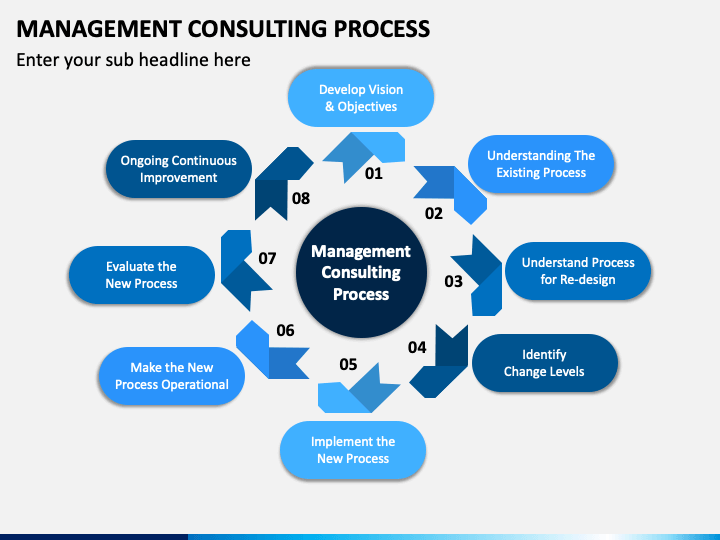 MANAGEMENT CONSULTING PROCESS
Enter your sub headline here
Develop Vision
& Objectives
01
Understanding The
Existing Process
02
Understand Process
for Re-design
03
Identify
Change Levels
04
Implement the
New Process
05
Make the New
Process Operational
06
Evaluate the
New Process
07
Ongoing Continuous
Improvement
08
Management
Consulting
Process